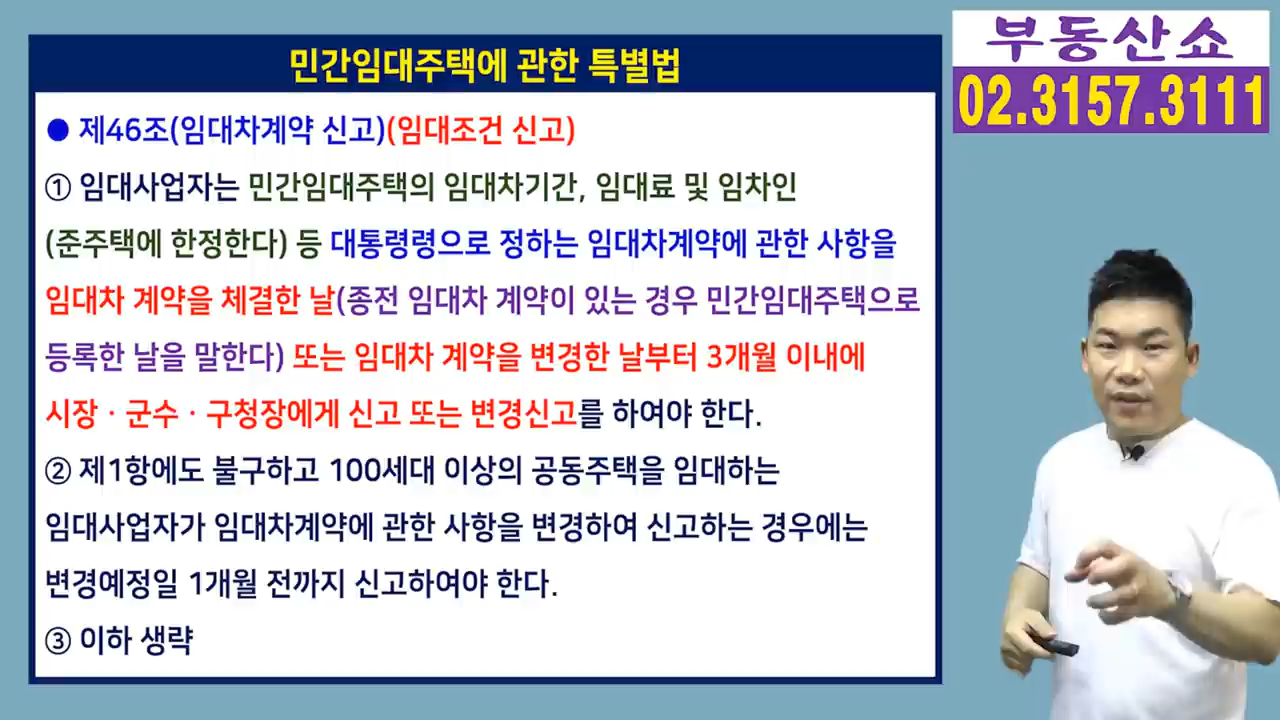 민간임대주택에 관한 특별법
부동산쇼
02.3157.3111
● 제46조(임대차계약 신고)(임대조건 신고)
① 임대사업자는 민간임대주택의 임대차기간, 임대료 및 임차인
(준주택에 한정한다) 등 대통령령으로 정하는 임대차계약에 관한 사항을
임대차 계약을 체결한 날(종전 임대차 계약이 있는 경우 민간임대주택으로
등록한 날을 말한다) 또는 임대차 계약을 변경한 날부터 3개월 이내에
시장 · 군수 · 구청장에게 신고 또는 변경신고를 하여야 한다.
② 제1항에도 불구하고 100세대 이상의 공동주택을 임대하는
임대사업자가 임대차계약에 관한 사항을 변경하여 신고하는 경우에는
변경예정일 1개월 전까지 신고하여야 한다.
③ 이하 생략